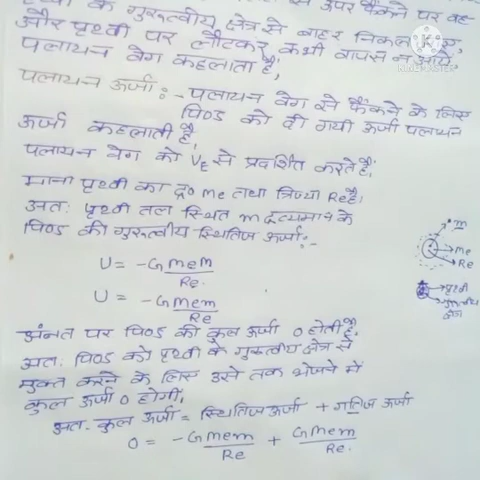 के गुरुत्वीय क्षेत्र से बाहर निकल
और पृथ्वी पर लौटकर कभी वापस न आये
पलायन वेग कहलाता है,
पलायन ऊर्जा :- पलायन वेग से फैंकने के लिए
पिण्ड को दी गयी ऊर्जा पलायन
ऊर्जा कहलाती है,
पलायन वेग को VE से प्रदर्शित करते हैं,
माना पृथ्वी का द्र० Me तथा त्रिज्या Re है,
अतः पृथ्वी तल स्थित m द्रव्यमान के
पिण्ड की गुरुत्वीय स्थितिज ऊर्जा:-
m
Me
Re
U = -GMem/Re.
U = -GMem/Re
पृथ्वी
गुरुत्वीय
क्षेत्र
अंनत पर पिण्ड की कुल ऊर्जा 0 होती है,
अतः पिण्ड को पृथ्वी के गुरुत्वीय क्षेत्र से
मुक्त करने के लिए उसे तक भेजने में
कुल ऊर्जा 0 होगी,
अतः कुल ऊर्जा = स्थितिज ऊर्जा + गतिज ऊर्जा
0 = -GMem/Re + GMem/Re.